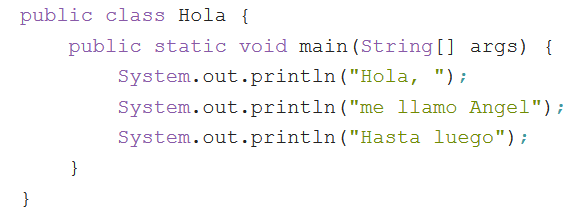 public class Hola {
    public static void main(String[] args) {
        System.out.println("Hola, ");
        System.out.println("me llamo Angel");
        System.out.println("Hasta luego");
    }
}